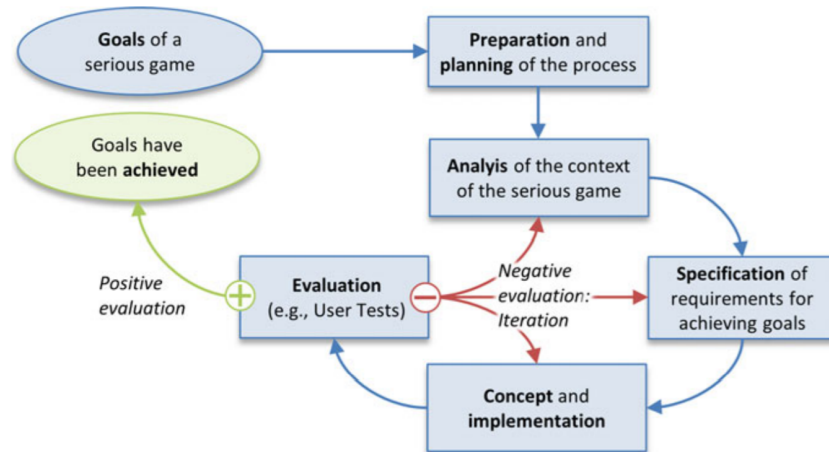 Goals of a
serious game
Preparation and
planning of the process
Goals have
been achieved
Analyis of the context
of the serious game
Positive
evaluation
Evaluation
(e.g., User Tests)
Negative
evaluation:
Iteration
Specification of
requirements for
achieving goals
Concept and
implementation